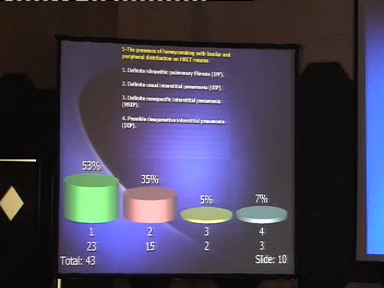 5-The presence of honeycombing with basilar and
peripheral distribution on HRCT means
1. Definite idiopathic pulmonary fibrosis (IPF).
2. Definite usual interstitial pneumonia (UIP).
3. Definite nonspecific interstitial pneumonia
(NSIP).
4. Possible desquamative interstitial pneumonia
(DIP).
53% 35% 5% 7%
1 2 3 4
23 15 2 3
Total: 43 Slide: 10